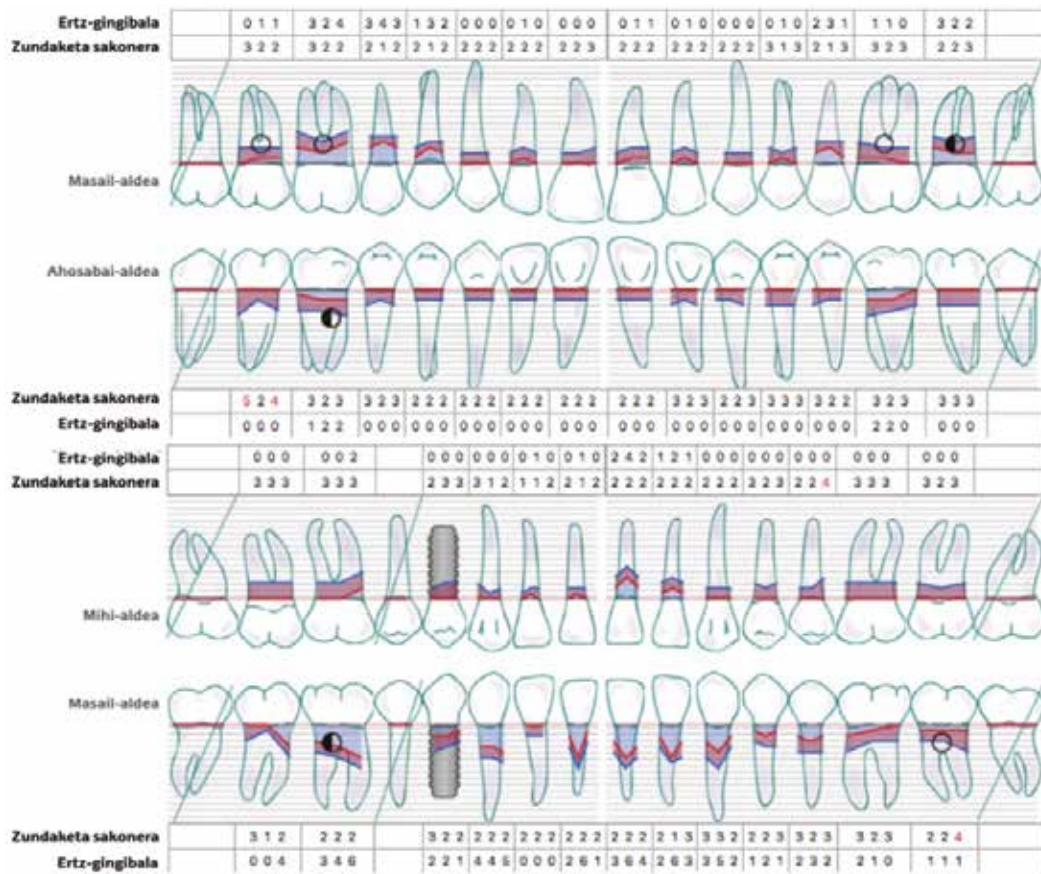 Ertz-gingibala 0 1 1 3 2 4 3 4 3 1 3 2 0 0 0 0 1 0 0 0 0 0 1 1 0 1 0 0 0 0 0 1 0 2 3 1 1 1 0 3 2 2
Zundaketa sakonera 3 2 2 3 2 2 2 1 2 2 1 2 2 2 2 2 2 2 2 2 3 2 2 2 2 2 2 2 2 2 3 1 3 2 1 3 3 2 3 2 2 3
Masail-aldea
Ahosabai-aldea
Zundaketa sakonera 5 2 4 3 2 3 3 2 3 2 2 2 2 2 2 2 2 2 2 2 2 2 2 2 3 2 3 2 2 3 3 3 3 3 2 2 3 2 3 3 3 3
Ertz-gingibala 0 0 0 1 2 2 0 0 0 0 0 0 0 0 0 0 0 0 0 0 0 0 0 0 0 0 0 0 0 0 0 0 0 0 0 0 2 2 0 0 0 0
Ertz-gingibala 0 0 0 0 0 2 0 0 0 0 0 0 0 1 0 0 1 0 2 4 2 1 2 1 0 0 0 0 0 0 0 0 0 0 0 0 0 0 0
Zundaketa sakonera 3 3 3 3 3 3 2 3 3 3 1 2 1 1 2 2 1 2 2 2 2 2 2 2 2 2 2 3 2 3 2 2 4 3 3 3 3 2 3
Mihi-aldea
Masail-aldea
Zundaketa sakonera 3 1 2 2 2 2 3 2 2 2 2 2 2 2 2 2 2 2 2 2 2 2 1 3 3 3 2 2 2 3 3 2 3 3 2 3 2 2 4
Ertz-gingibala 0 0 4 3 4 6 2 2 1 4 4 5 0 0 0 2 6 1 3 6 4 2 6 3 3 5 2 1 2 1 2 3 2 2 1 0 1 1 1